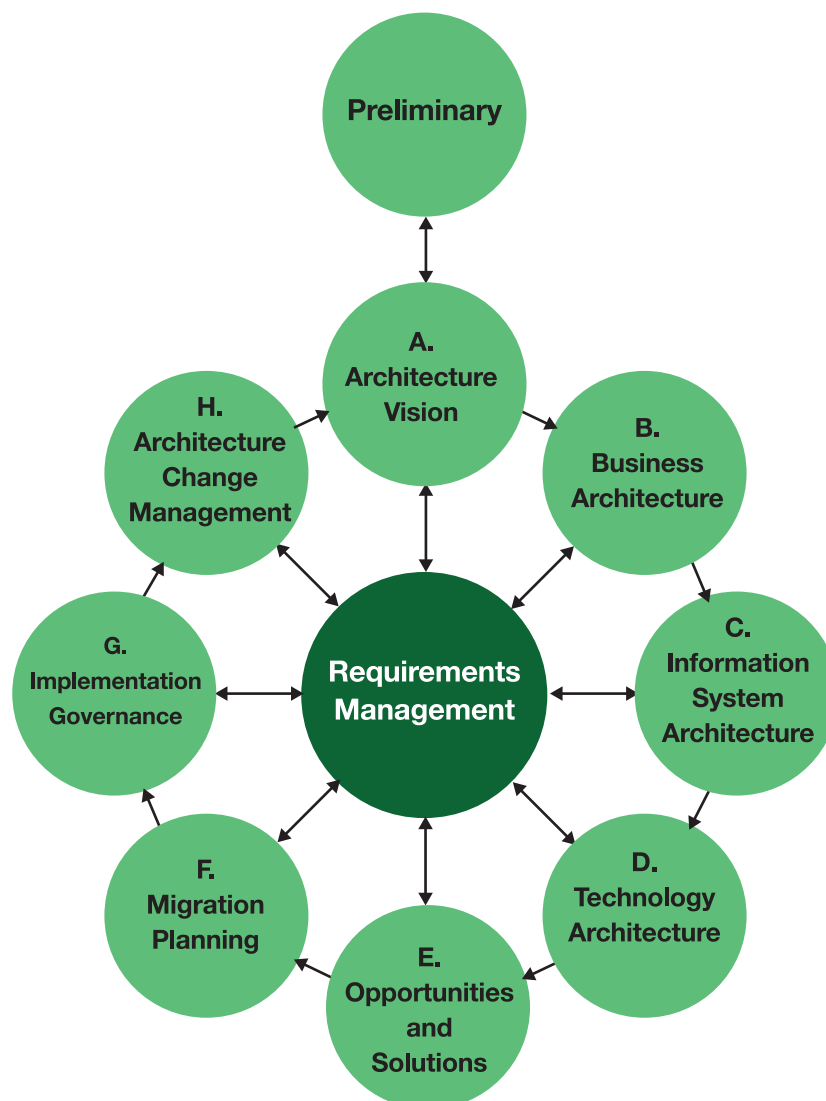 Preliminary
A.
Architecture
Vision
B.
Business
Architecture
C.
Information
System
Architecture
D.
Technology
Architecture
E.
Opportunities
and
Solutions
F.
Migration
Planning
G.
Implementation
Governance
H.
Architecture
Change
Management
Requirements
Management